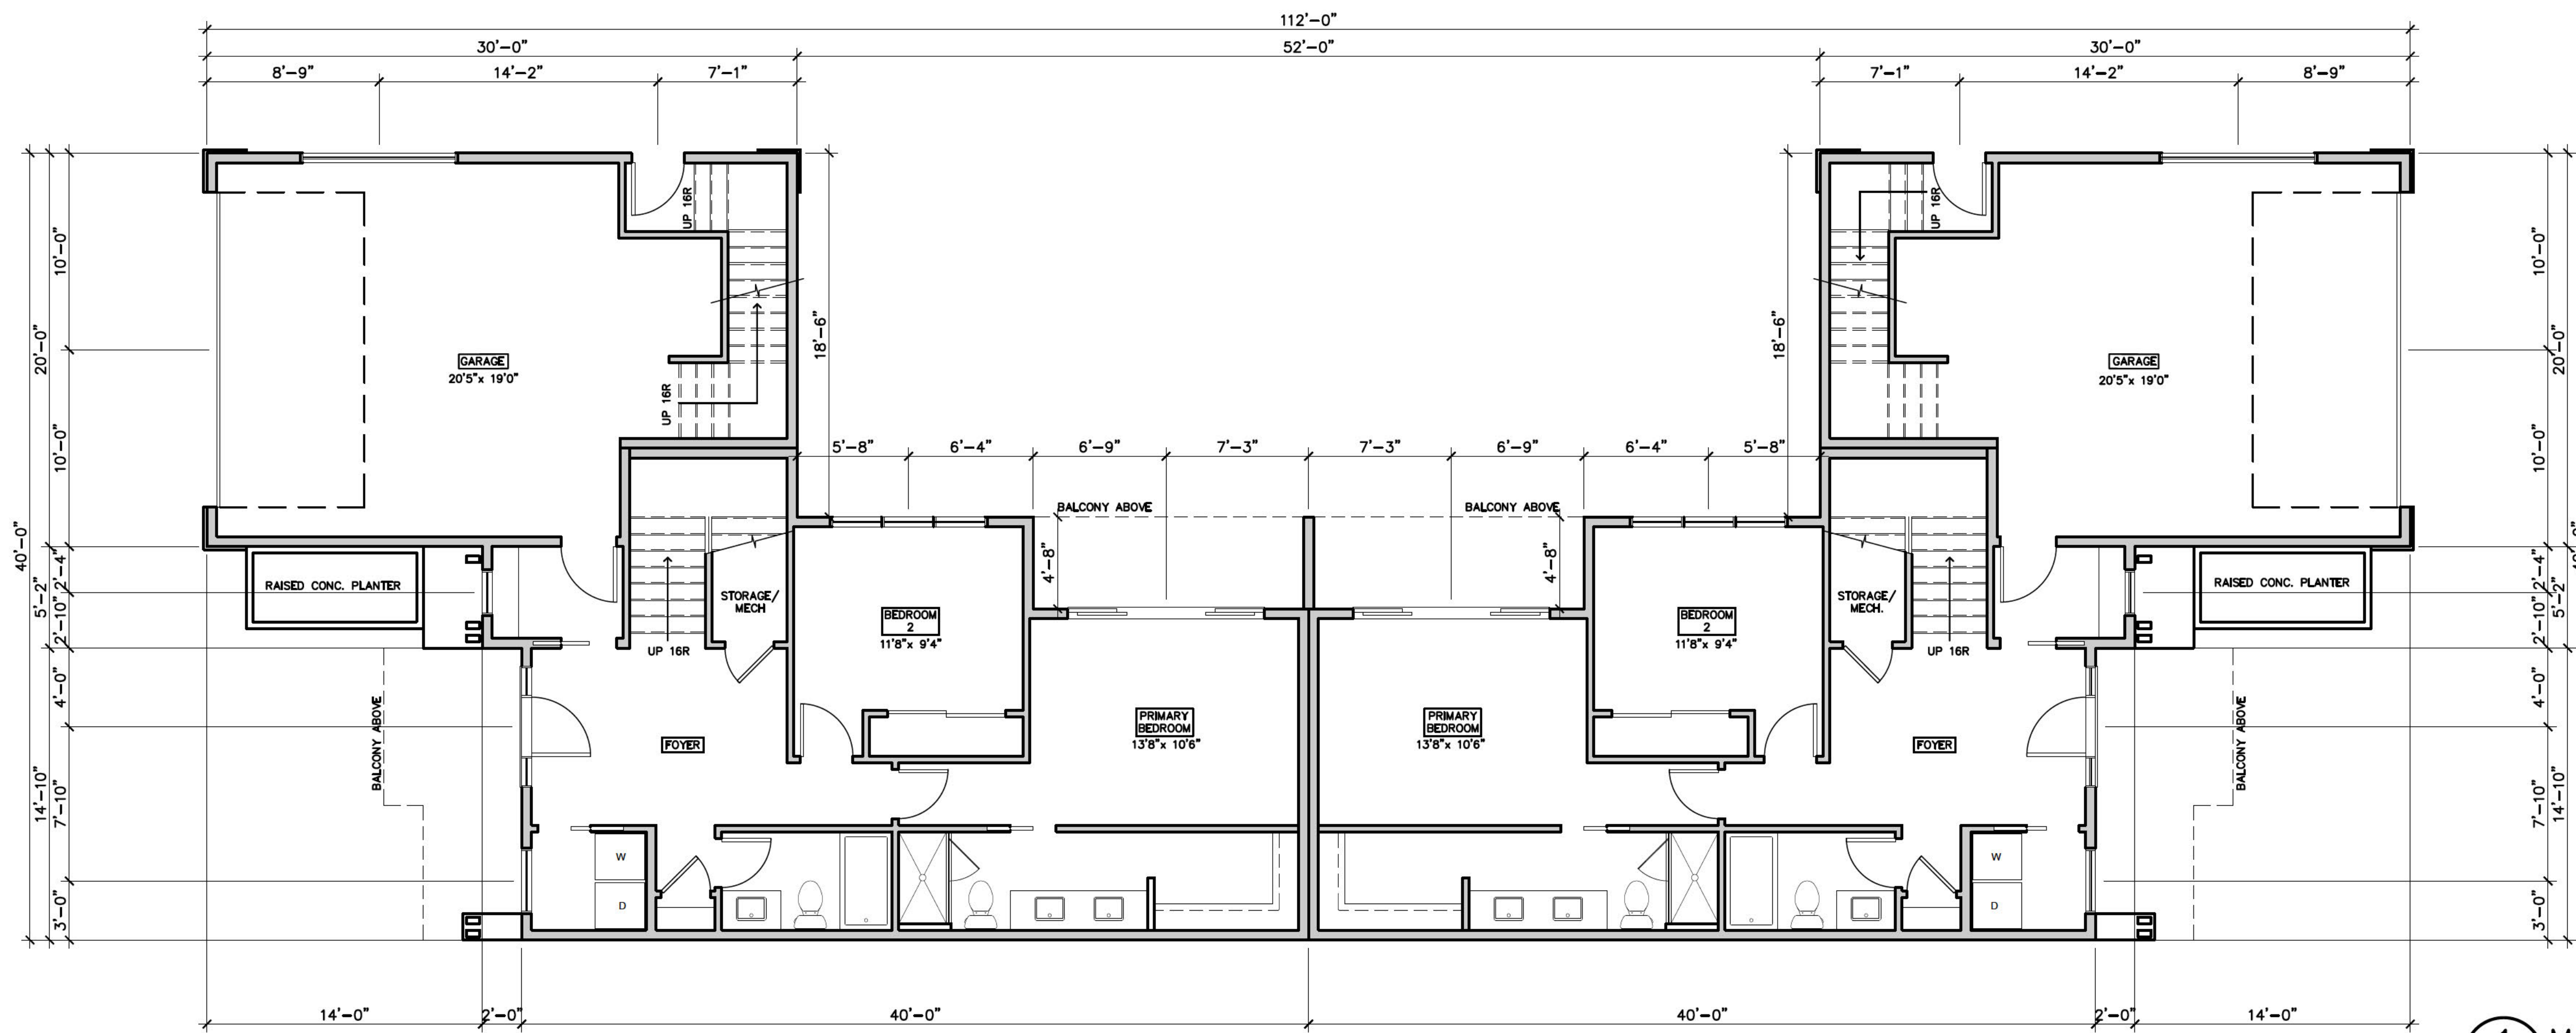 112'-0"
30'-0" 52'-0" 30'-0"
8'-9" 14'-2" 7'-1" 7'-1" 14'-2" 8'-9"
UP 16R UP 16R
10'-0" 10'-0"
40'-0" 20'-0" 18'-6" 18'-6" 20'-0"
GARAGE GARAGE
20'5"x 19'0" 20'5"x 19'0"
UP 16R
10'-0" 10'-0"
5'-8" 6'-4" 6'-9" 7'-3" 7'-3" 6'-9" 6'-4" 5'-8"
BALCONY ABOVE BALCONY ABOVE
4'-8" 4'-8"
5'-2" 2'-4" 2'-4" 5'-2"
2'-10" 2'-10"
RAISED CONC. PLANTER RAISED CONC. PLANTER
STORAGE/ STORAGE/
MECH MECH.
BEDROOM BEDROOM
2 2
11'8"x 9'4" 11'8"x 9'4"
UP 16R UP 16R
4'-0" 4'-0"
BALCONY ABOVE BALCONY ABOVE
PRIMARY PRIMARY
BEDROOM BEDROOM
13'8"x 10'6" 13'8"x 10'6"
FOYER FOYER
14'-10" 7'-10" 7'-10" 14'-10"
W W
D D
3'-0" 3'-0"
14'-0" 2'-0" 40'-0" 40'-0" 2'-0" 14'-0"